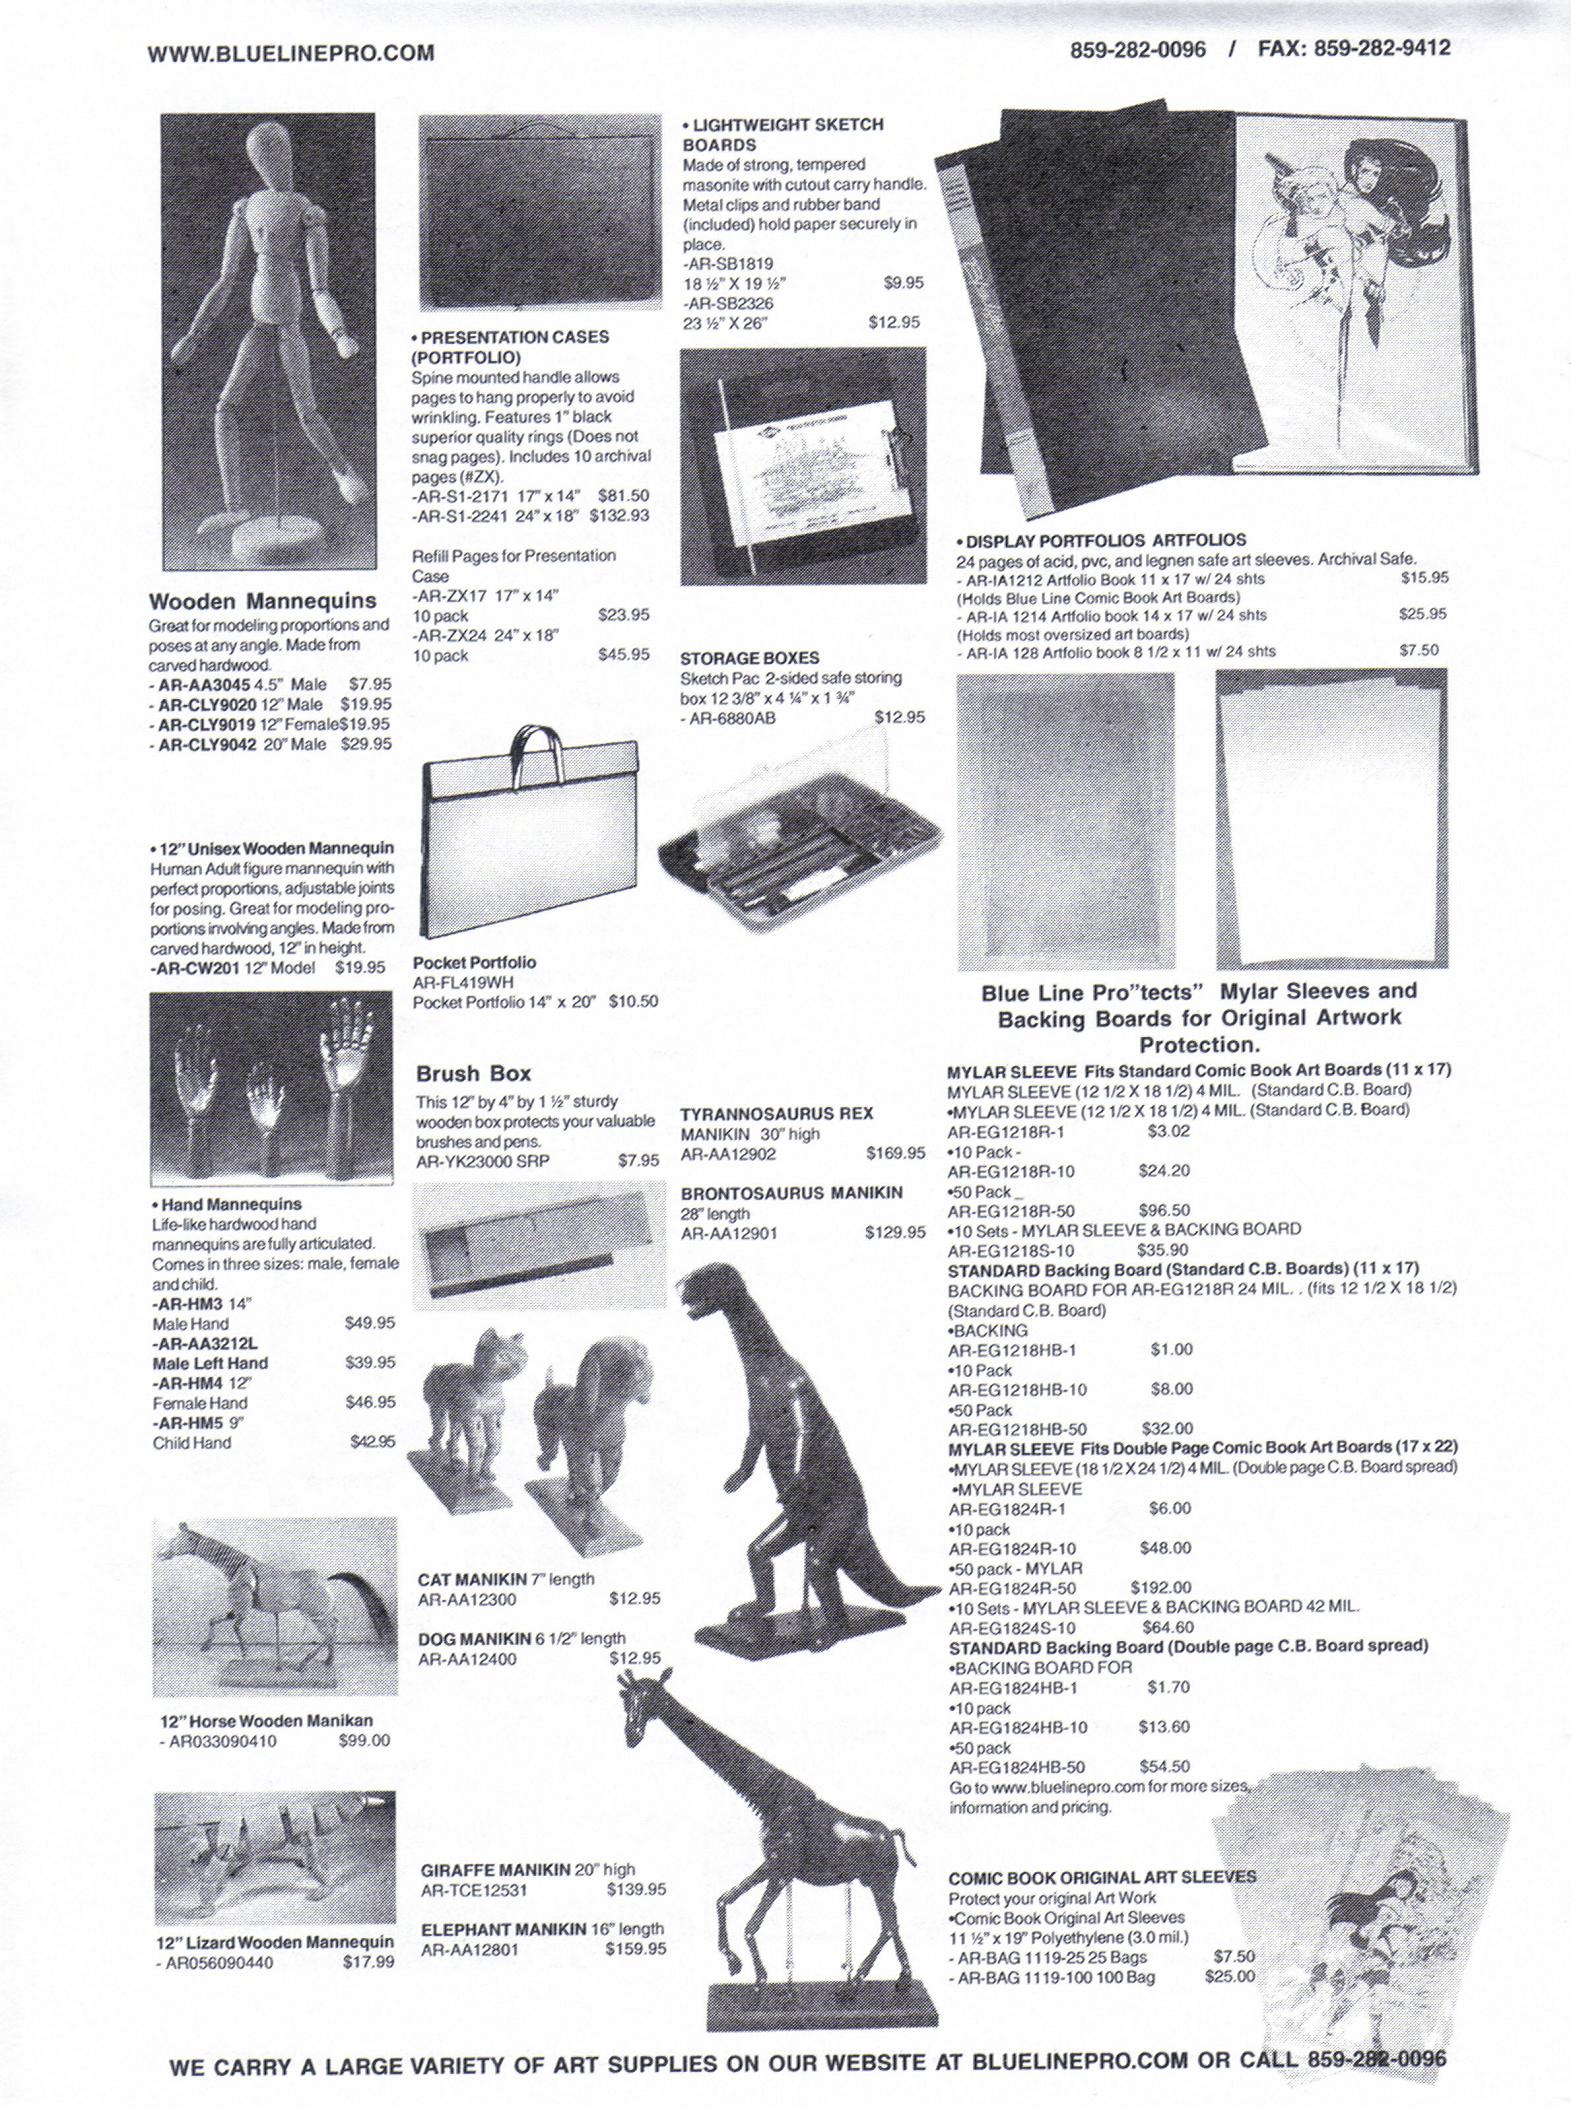 WWW.BLUELINEPRO.COM
859-282-0096 / FAX: 859-282-9412
Wooden Mannequins
Great for modeling proportions and
poses at any angle. Made from
carved hardwood.
- AR-AA3045 4.5" Male $7.95
- AR-CLY9020 12" Male $19.95
- AR-CLY9019 12" Female$19.95
- AR-CLY9042 20" Male $29.95
• 12" Unisex Wooden Mannequin
Human Adult figure mannequin with
perfect proportions, adjustable joints
for posing. Great for modeling pro-
portions involving angles. Made from
carved hardwood, 12" in height.
-AR-CW201 12" Model $19.95
• Hand Mannequins
Life-like hardwood hand
mannequins are fully articulated.
Comes in three sizes: male, female
and child.
-AR-HM3 14"
Male Hand $49.95
-AR-AA3212L
Male Left Hand $39.95
-AR-HM4 12"
Female Hand $46.95
-AR-HM5 9"
Child Hand $42.95
12" Horse Wooden Manikan
- AR033090410 $99.00
12" Lizard Wooden Mannequin
- AR056090440 $17.99
• PRESENTATION CASES
(PORTFOLIO)
Spine mounted handle allows
pages to hang properly to avoid
wrinkling. Features 1" black
superior quality rings (Does not
snag pages). Includes 10 archival
pages (#ZX).
-AR-S1-2171 17" x 14" $81.50
-AR-S1-2241 24" x 18" $132.93
Refill Pages for Presentation
Case
-AR-ZX17 17" x 14"
10 pack $23.95
-AR-ZX24 24" x 18"
10 pack $45.95
Pocket Portfolio
AR-FL419WH
Pocket Portfolio 14" x 20" $10.50
Brush Box
This 12" by 4" by 1 ½" sturdy
wooden box protects your valuable
brushes and pens.
AR-YK23000 SRP $7.95
CAT MANIKIN 7" length
AR-AA12300 $12.95
DOG MANIKIN 6 1/2" length
AR-AA12400 $12.95
GIRAFFE MANIKIN 20" high
AR-TCE12531 $139.95
ELEPHANT MANIKIN 16" length
AR-AA12801 $159.95
• LIGHTWEIGHT SKETCH
BOARDS
Made of strong, tempered
masonite with cutout carry handle.
Metal clips and rubber band
(included) hold paper securely in
place.
-AR-SB1819
18 ½" X 19 ½" $9.95
-AR-SB2326
23 ½" X 26" $12.95
STORAGE BOXES
Sketch Pac 2-sided safe storing
box 12 3/8" x 4 ¼" x 1 ¾"
- AR-6880AB $12.95
TYRANNOSAURUS REX
MANIKIN 30" high
AR-AA12902 $169.95
BRONTOSAURUS MANIKIN
28" length
AR-AA12901 $129.95
• DISPLAY PORTFOLIOS ARTFOLIOS
24 pages of acid, pvc, and legnen safe art sleeves. Archival Safe.
- AR-IA1212 Artfolio Book 11 x 17 w/ 24 shts $15.95
(Holds Blue Line Comic Book Art Boards)
- AR-IA 1214 Artfolio book 14 x 17 w/ 24 shts $25.95
(Holds most oversized art boards)
- AR-IA 128 Artfolio book 8 1/2 x 11 w/ 24 shts $7.50
Blue Line Pro"tects" Mylar Sleeves and
Backing Boards for Original Artwork
Protection.
MYLAR SLEEVE Fits Standard Comic Book Art Boards (11 x 17)
MYLAR SLEEVE (12 1/2 X 18 1/2) 4 MIL. (Standard C.B. Board)
•MYLAR SLEEVE (12 1/2 X 18 1/2) 4 MIL. (Standard C.B. Board)
AR-EG1218R-1 $3.02
•10 Pack -
AR-EG1218R-10 $24.20
•50 Pack _
AR-EG1218R-50 $96.50
•10 Sets - MYLAR SLEEVE & BACKING BOARD
AR-EG1218S-10 $35.90
STANDARD Backing Board (Standard C.B. Boards) (11 x 17)
BACKING BOARD FOR AR-EG1218R 24 MIL. . (fits 12 1/2 X 18 1/2)
(Standard C.B. Board)
•BACKING
AR-EG1218HB-1 $1.00
•10 Pack
AR-EG1218HB-10 $8.00
•50 Pack
AR-EG1218HB-50 $32.00
MYLAR SLEEVE Fits Double Page Comic Book Art Boards (17 x 22)
•MYLAR SLEEVE (18 1/2 X 24 1/2) 4 MIL. (Double page C.B. Board spread)
•MYLAR SLEEVE
AR-EG1824R-1 $6.00
•10 pack
AR-EG1824R-10 $48.00
•50 pack - MYLAR
AR-EG1824R-50 $192.00
•10 Sets - MYLAR SLEEVE & BACKING BOARD 42 MIL.
AR-EG1824S-10 $64.60
STANDARD Backing Board (Double page C.B. Board spread)
•BACKING BOARD FOR
AR-EG1824HB-1 $1.70
•10 pack
AR-EG1824HB-10 $13.60
•50 pack
AR-EG1824HB-50 $54.50
Go to www.bluelinepro.com for more sizes,
information and pricing.
COMIC BOOK ORIGINAL ART SLEEVES
Protect your original Art Work
•Comic Book Original Art Sleeves
11 ½" x 19" Polyethylene (3.0 mil.)
- AR-BAG 1119-25 25 Bags $7.50
- AR-BAG 1119-100 100 Bag $25.00
WE CARRY A LARGE VARIETY OF ART SUPPLIES ON OUR WEBSITE AT BLUELINEPRO.COM OR CALL 859-282-0096